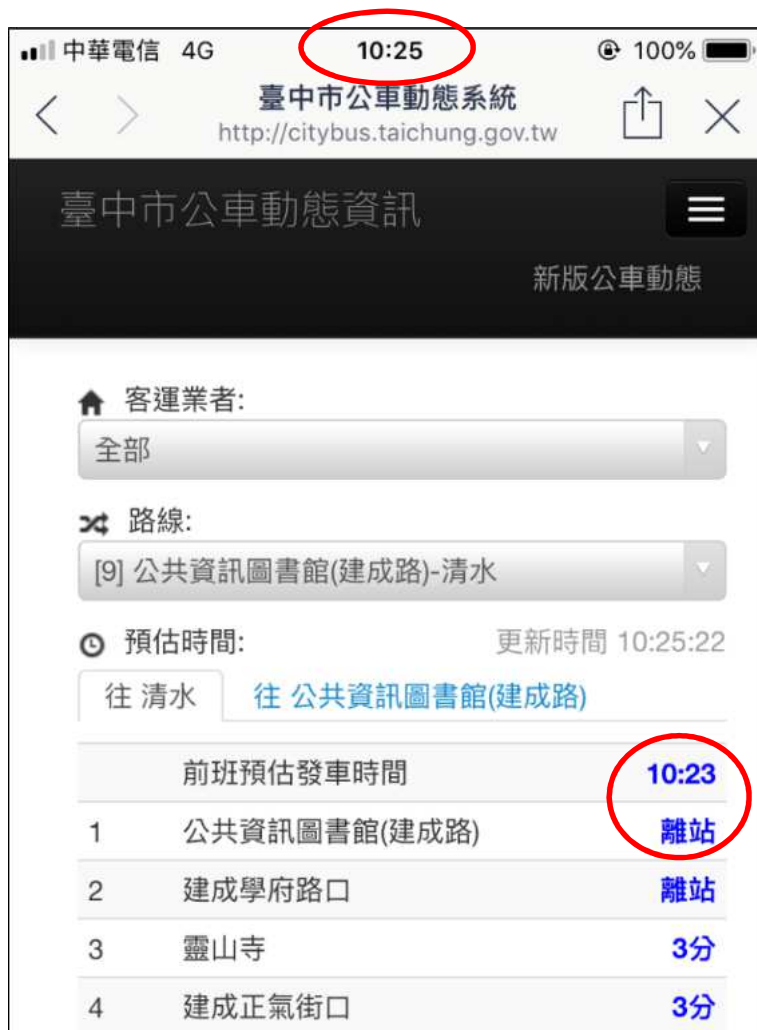 中華電信 4G 10:25 100%
臺中市公車動態系統
http://citybus.taichung.gov.tw
臺中市公車動態資訊
新版公車動態
客運業者:
全部
路線:
[9] 公共資訊圖書館(建成路)-清水
預估時間: 更新時間 10:25:22
往 清水 往 公共資訊圖書館(建成路)
前班預估發車時間 10:23
1 公共資訊圖書館(建成路) 離站
2 建成學府路口 離站
3 靈山寺 3分
4 建成正氣街口 3分